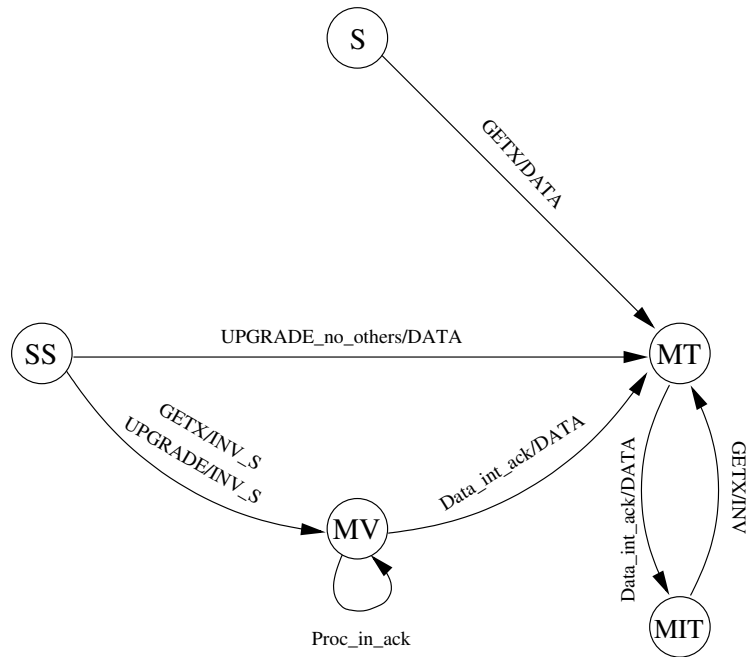 S
GETX/DATA
SS
UPGRADE_no_others/DATA
MT
GETX/INV_S
UPGRADE/INV_S
Data_int_ack/DATA
MV
Proc_in_ack
Data_int_ack/DATA
GETX/INV
MIT